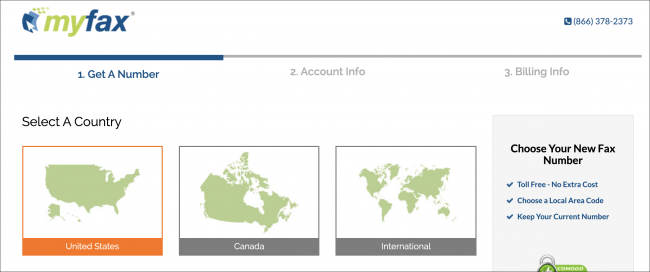 myfax®
(866) 378-2373
1. Get A Number
2. Account Info
3. Billing Info
Select A Country
United States
Canada
International
Choose Your New Fax
Number
Toll Free - No Extra Cost
Choose a Local Area Code
Keep Your Current Number
COMODO